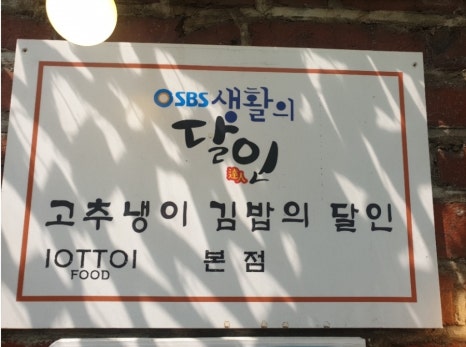 SBS 생활의
달인
達人
고추냉이 김밥의 달인
IOTTOI 본점
FOOD